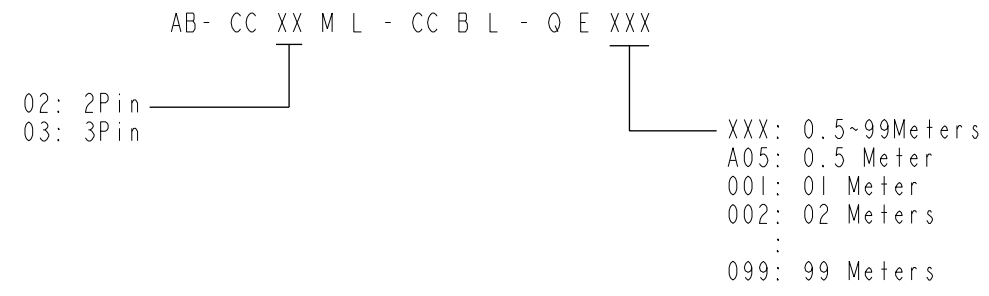 AB- CC XX M L - CC B L - Q E XXX
02: 2Pin
03: 3Pin
XXX: 0.5~99Meters
A05: 0.5 Meter
001: 01 Meter
002: 02 Meters
:
099: 99 Meters